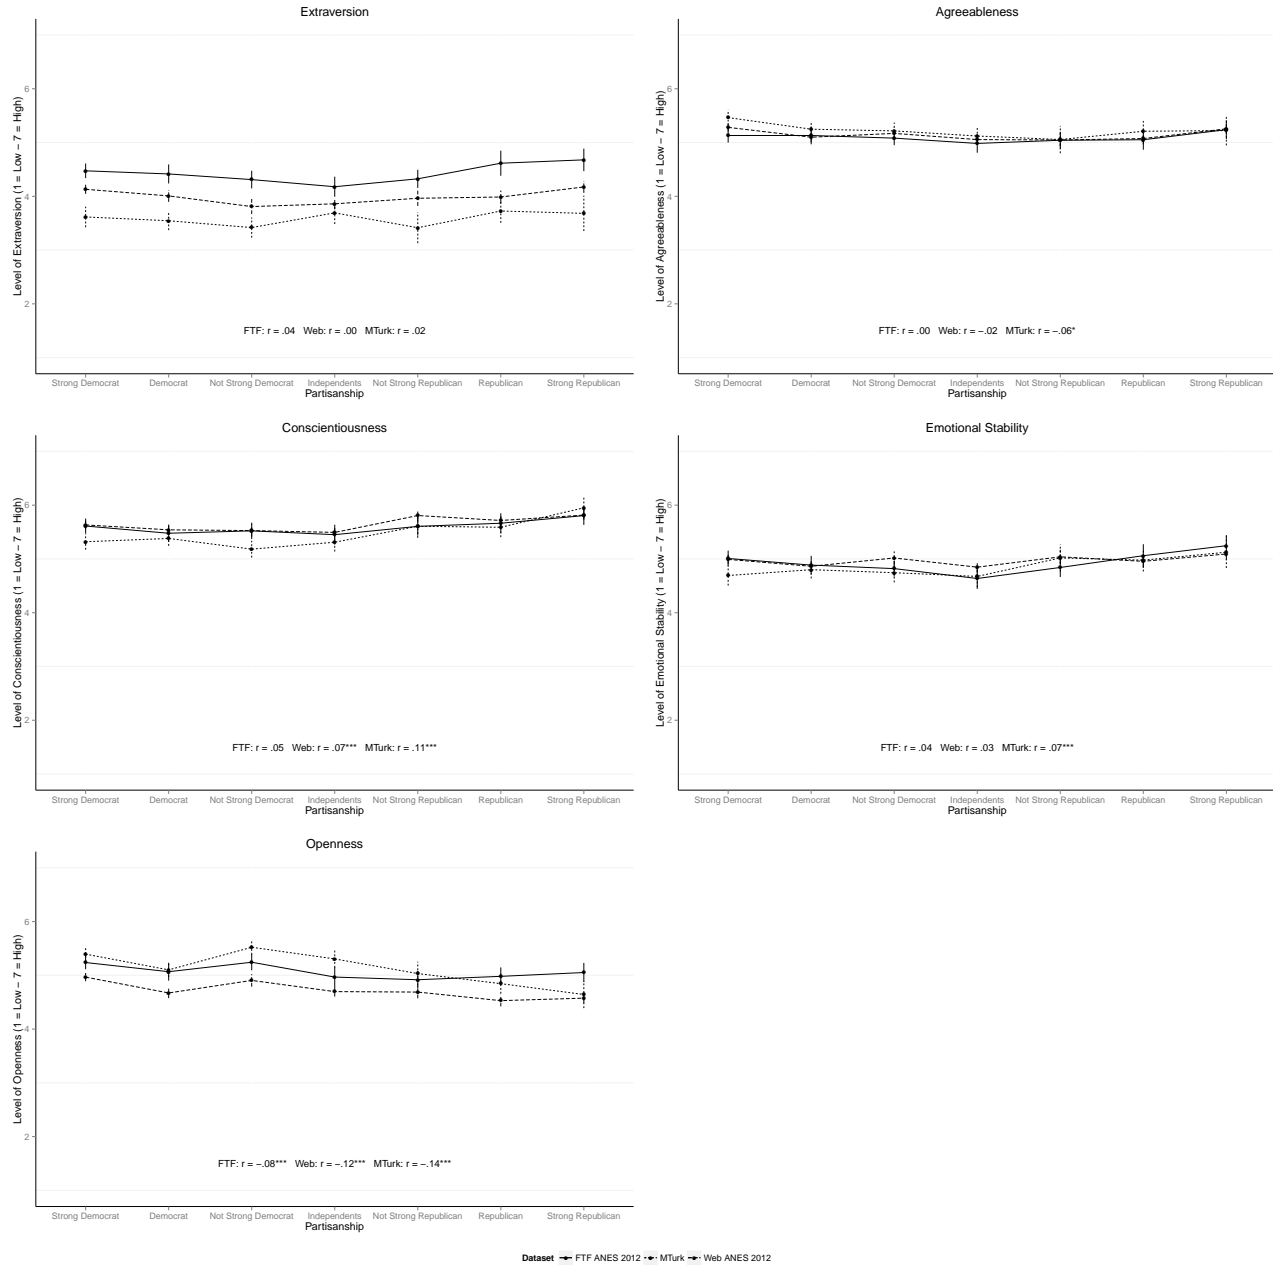 Extraversion
Level of Extraversion (1 = Low – 7 = High)
6
4
2
FTF: r = .04 Web: r = .00 MTurk: r = .02
Strong Democrat Democrat Not Strong Democrat Independents Not Strong Republican Republican Strong Republican
Partisanship
Agreeableness
Level of Agreeableness (1 = Low – 7 = High)
6
4
2
FTF: r = .00 Web: r = –.02 MTurk: r = –.06*
Strong Democrat Democrat Not Strong Democrat Independents Not Strong Republican Republican Strong Republican
Partisanship
Conscientiousness
Level of Conscientiousness (1 = Low – 7 = High)
6
4
2
FTF: r = .05 Web: r = .07*** MTurk: r = .11***
Strong Democrat Democrat Not Strong Democrat Independents Not Strong Republican Republican Strong Republican
Partisanship
Emotional Stability
Level of Emotional Stability (1 = Low – 7 = High)
6
4
2
FTF: r = .04 Web: r = .03 MTurk: r = .07***
Strong Democrat Democrat Not Strong Democrat Independents Not Strong Republican Republican Strong Republican
Partisanship
Openness
Level of Openness (1 = Low – 7 = High)
6
4
2
FTF: r = –.08*** Web: r = –.12*** MTurk: r = –.14***
Strong Democrat Democrat Not Strong Democrat Independents Not Strong Republican Republican Strong Republican
Partisanship
Dataset FTF ANES 2012 MTurk Web ANES 2012